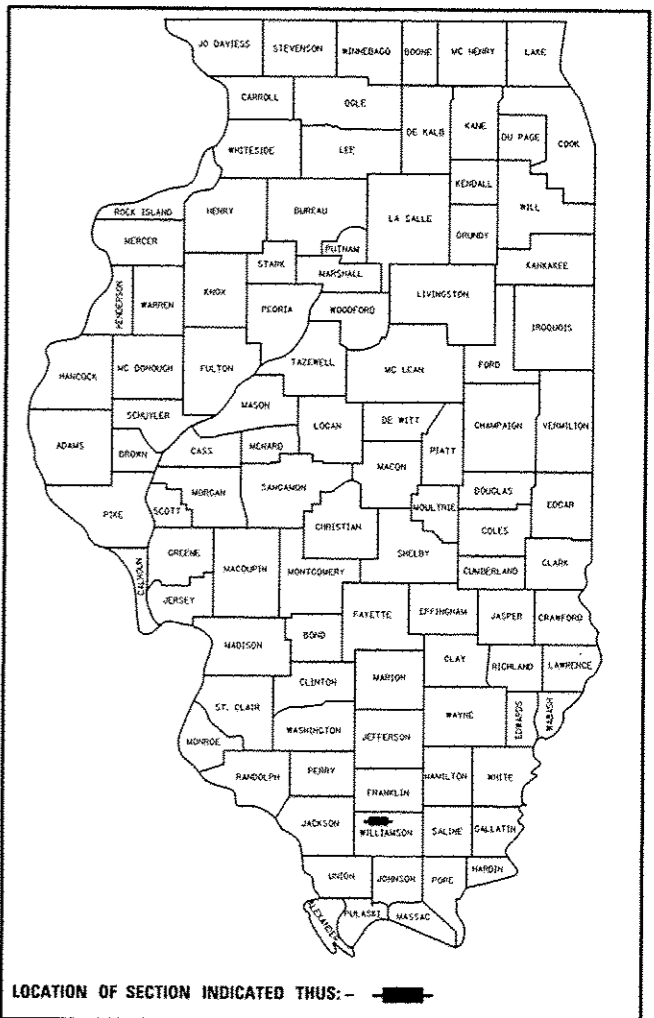 JO DAVIESS STEVENSON WINNEBAGO BOONE MC HENRY LAKE
CARROLL OGLE
DE KALB KANE DU PAGE COOK
WHITESIDE LEE
KENDALL
ROCK ISLAND HENRY BUREAU LA SALLE WILL
MERCER PUTNAM GRUNDY
STARK MARSHALL KANKAKEE
HENDERSON WARREN KNOX PEORIA WOODFORD LIVINGSTON IROQUOIS
HANCOCK MC DONOUGH FULTON TAZEWELL MC LEAN FORD
MASON
SCHUYLER LOGAN DE WITT CHAMPAIGN VERMILION
ADAMS BROWN CASS MENARD PIATT
MACON
MORGAN SANGAMON DOUGLAS
PIKE SCOTT MOULTRIE EDGAR
CHRISTIAN COLES
GREENE SHELBY
CALHOUN MACOUPIN MONTGOMERY CUMBERLAND CLARK
JERSEY
FAYETTE EFFINGHAM JASPER CRAWFORD
MADISON BOND
CLAY RICHLAND LAWRENCE
CLINTON MARION
ST. CLAIR WAYNE EDWARDS WABASH
WASHINGTON JEFFERSON
MONROE
RANDOLPH PERRY HAMILTON WHITE
FRANKLIN
JACKSON WILLIAMSON SALINE GALLATIN
UNION JOHNSON POPE HARDIN
ALEXANDER PULASKI MASSAC
LOCATION OF SECTION INDICATED THUS: -